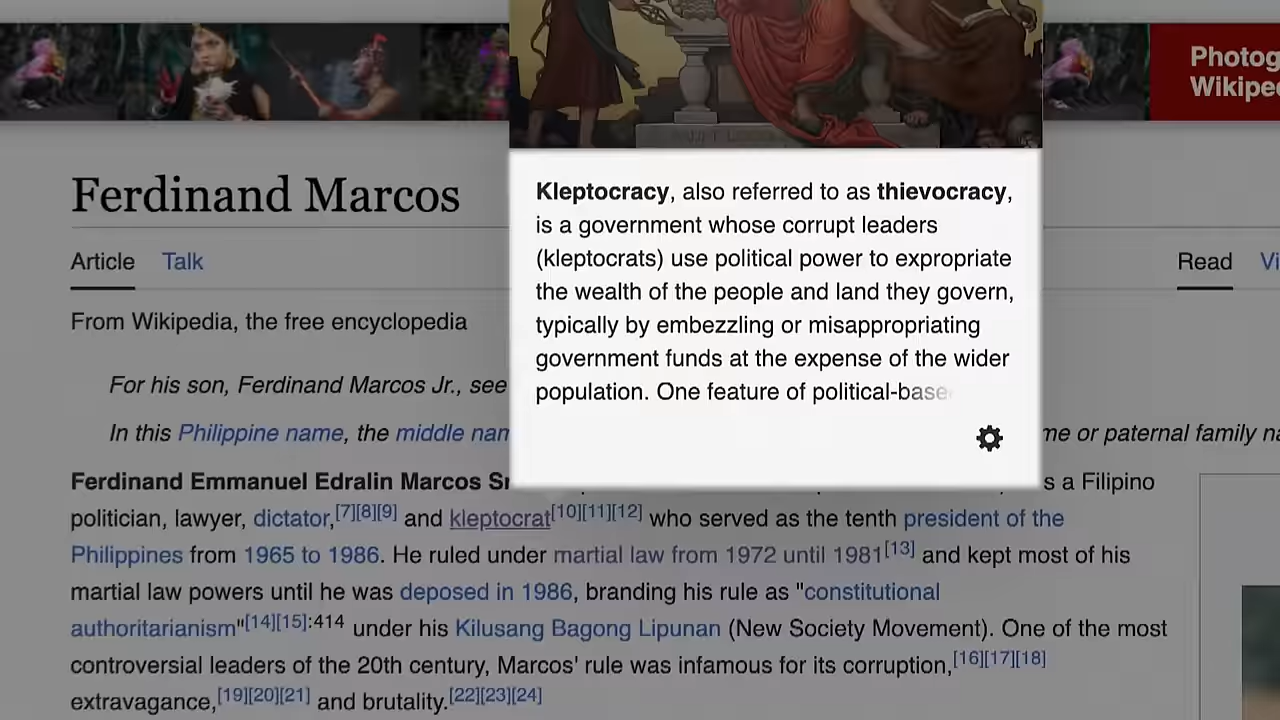 Photog
Wikipe
Ferdinand Marcos
Article Talk
Read Vi
From Wikipedia, the free encyclopedia
For his son, Ferdinand Marcos Jr., see
In this Philippine name, the middle nam
me or paternal family na
Kleptocracy, also referred to as thievocracy,
is a government whose corrupt leaders
(kleptocrats) use political power to expropriate
the wealth of the people and land they govern,
typically by embezzling or misappropriating
government funds at the expense of the wider
population. One feature of political-base
Ferdinand Emmanuel Edralin Marcos Sr
s a Filipino
politician, lawyer, dictator,[7][8][9] and kleptocrat[10][11][12] who served as the tenth president of the
Philippines from 1965 to 1986. He ruled under martial law from 1972 until 1981[13] and kept most of his
martial law powers until he was deposed in 1986, branding his rule as "constitutional
authoritarianism"[14][15]:414 under his Kilusang Bagong Lipunan (New Society Movement). One of the most
controversial leaders of the 20th century, Marcos' rule was infamous for its corruption,[16][17][18]
extravagance,[19][20][21] and brutality.[22][23][24]